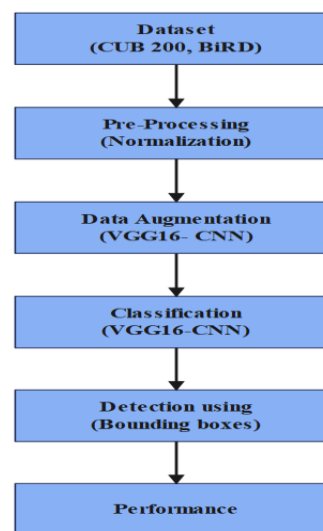 Dataset
(CUB 200, BiRD)
Pre-Processing
(Normalization)
Data Augmentation
(VGG16- CNN)
Classification
(VGG16-CNN)
Detection using
(Bounding boxes)
Performance